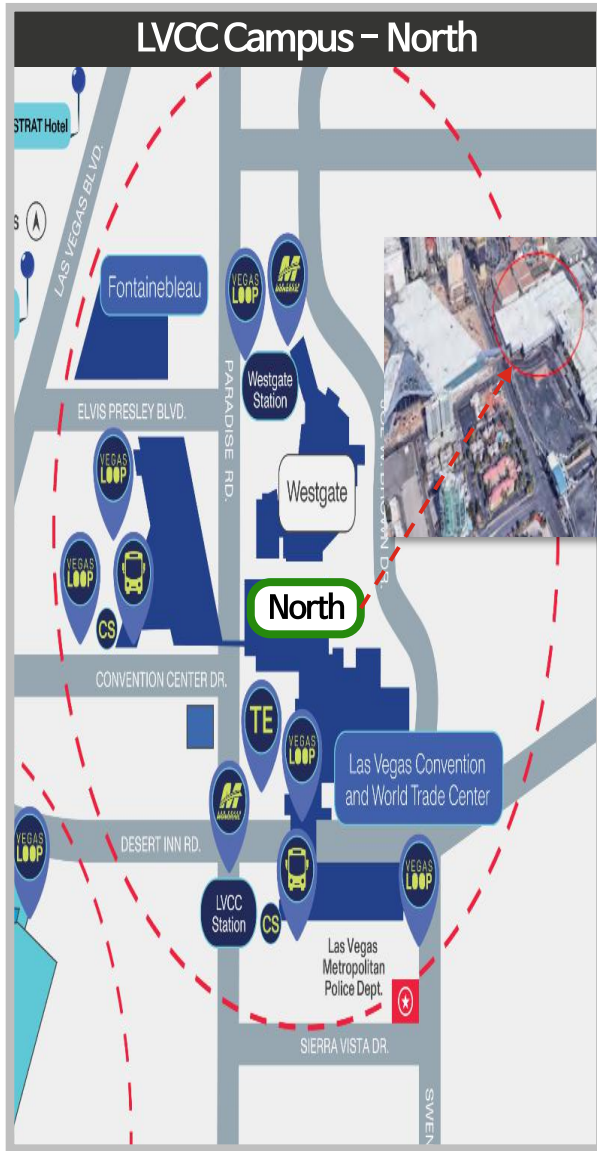 LVCC Campus – North
STRAT Hotel
LAS VEGAS BLVD.
S
Fontainebleau
VEGAS
LOOP
M
Westgate
Station
PARADISE RD.
ELVIS PRESLEY BLVD.
VEGAS
LOOP
Westgate
BROWN DR.
VEGAS
LOOP
CS
North
CONVENTION CENTER DR.
TE
VEGAS
LOOP
Las Vegas Convention
and World Trade Center
M
VEGAS
LOOP
DESERT INN RD.
VEGAS
LOOP
LVCC
Station
CS
Las Vegas
Metropolitan
Police Dept.
SIERRA VISTA DR.
SWEN